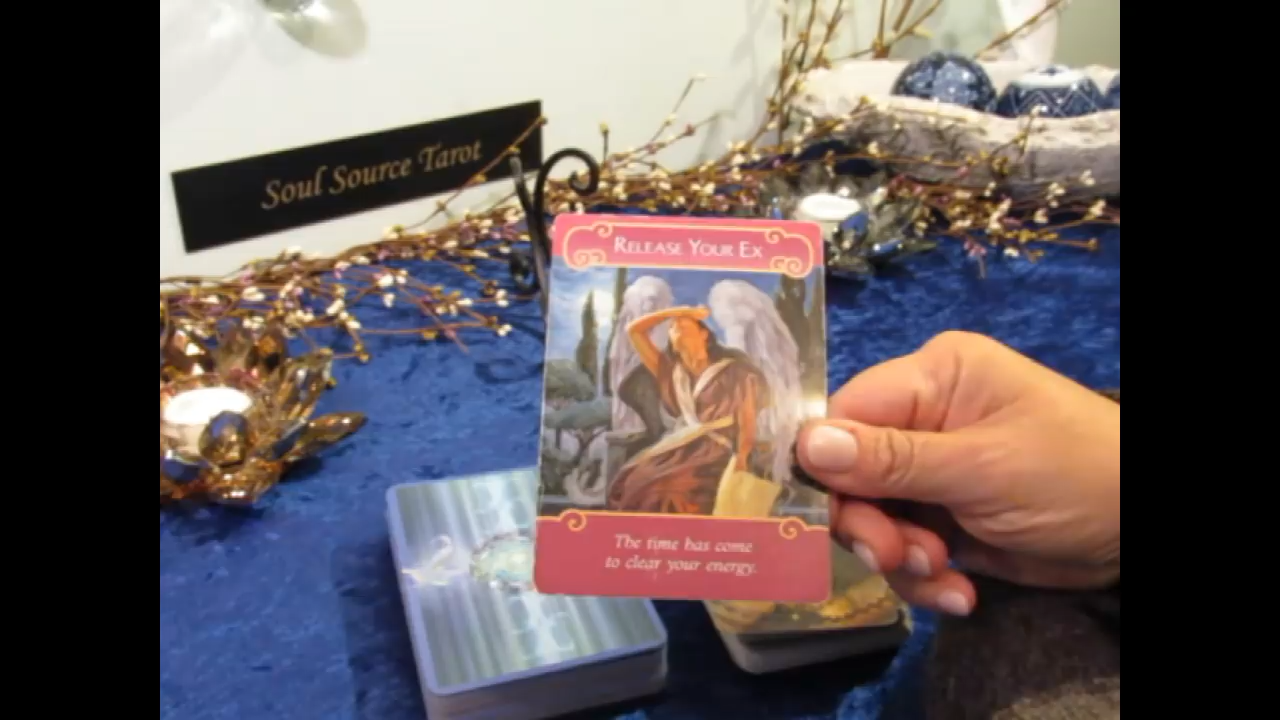 Soul Source Tarot
RELEASE YOUR EX
The time has come
to clear your energy.